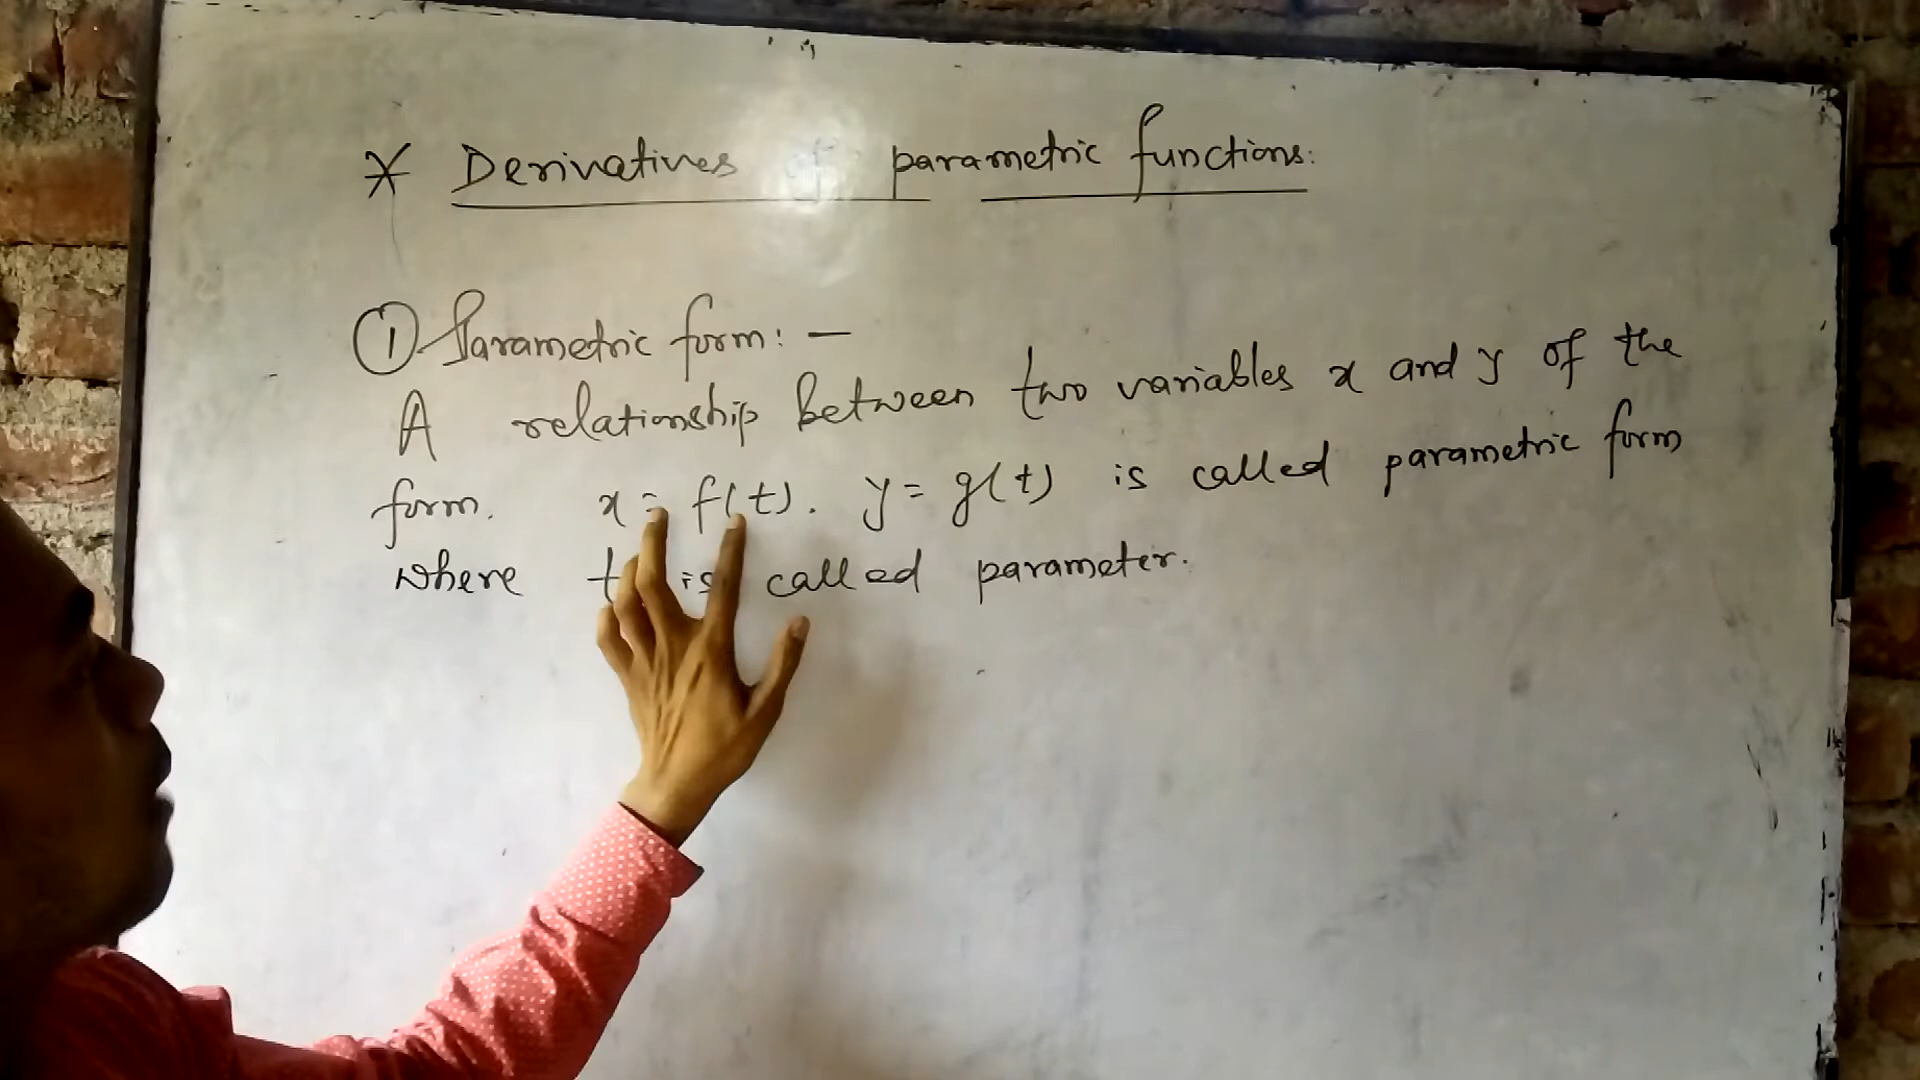 * Derivatives of parametric functions:
① Parametric form: —
A relationship between two variables x and y of the
form. x = f(t). y = g(t) is called parametric form
where t is called parameter.